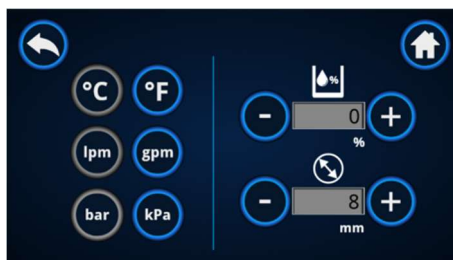 °C °F
lpm gpm
bar kPa
%
- 0 +
%
- 8 +
mm